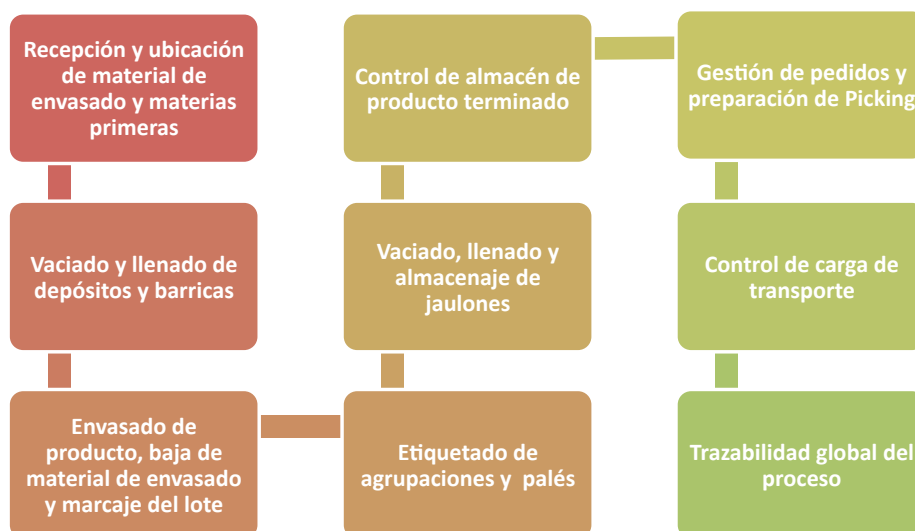 Recepción y ubicación
de material de
envasado y materias
primeras
Vaciado y llenado de
depósitos y barricas
Envasado de
producto, baja de
material de envasado
y marcaje del lote
Etiquetado de
agrupaciones y palés
Vaciado, llenado y
almacenaje de
jaulones
Control de almacén de
producto terminado
Gestión de pedidos y
preparación de Picking
Control de carga de
transporte
Trazabilidad global del
proceso